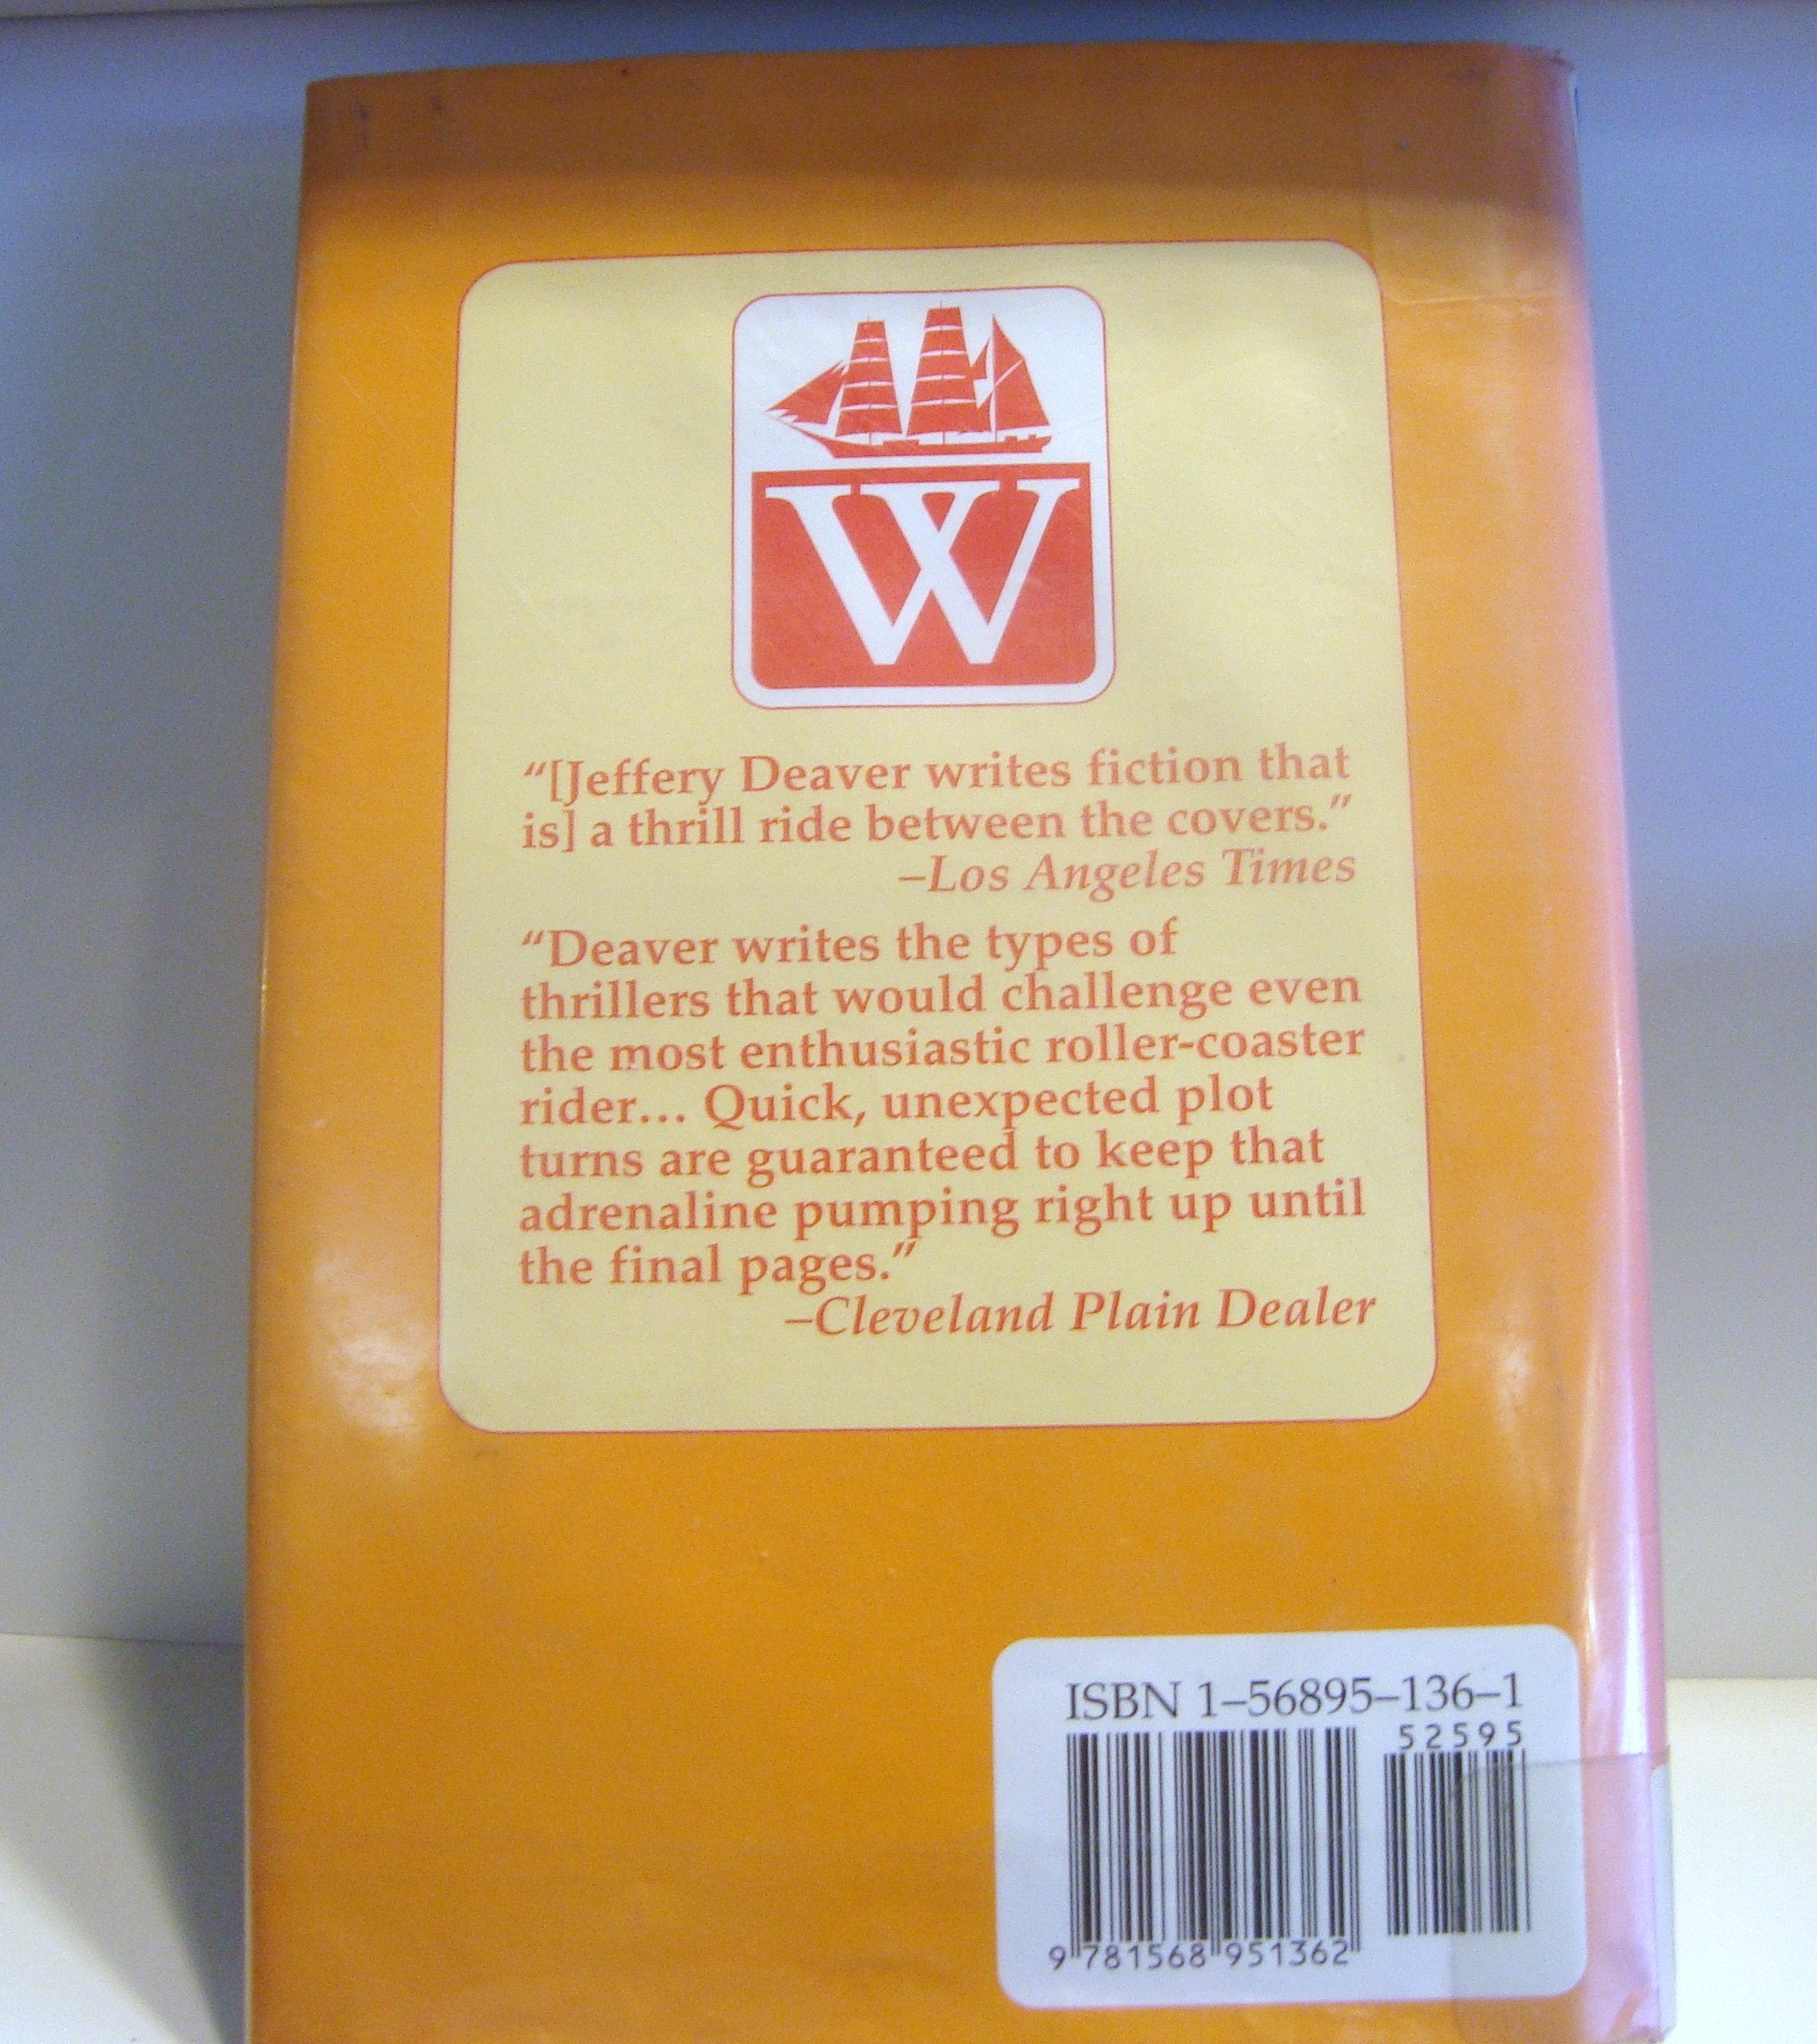 W
“[Jeffery Deaver writes fiction that
is] a thrill ride between the covers.”
–Los Angeles Times
“Deaver writes the types of
thrillers that would challenge even
the most enthusiastic roller-coaster
rider... Quick, unexpected plot
turns are guaranteed to keep that
adrenaline pumping right up until
the final pages.”
–Cleveland Plain Dealer
ISBN 1–56895–136–1
52595
9 781568 951362